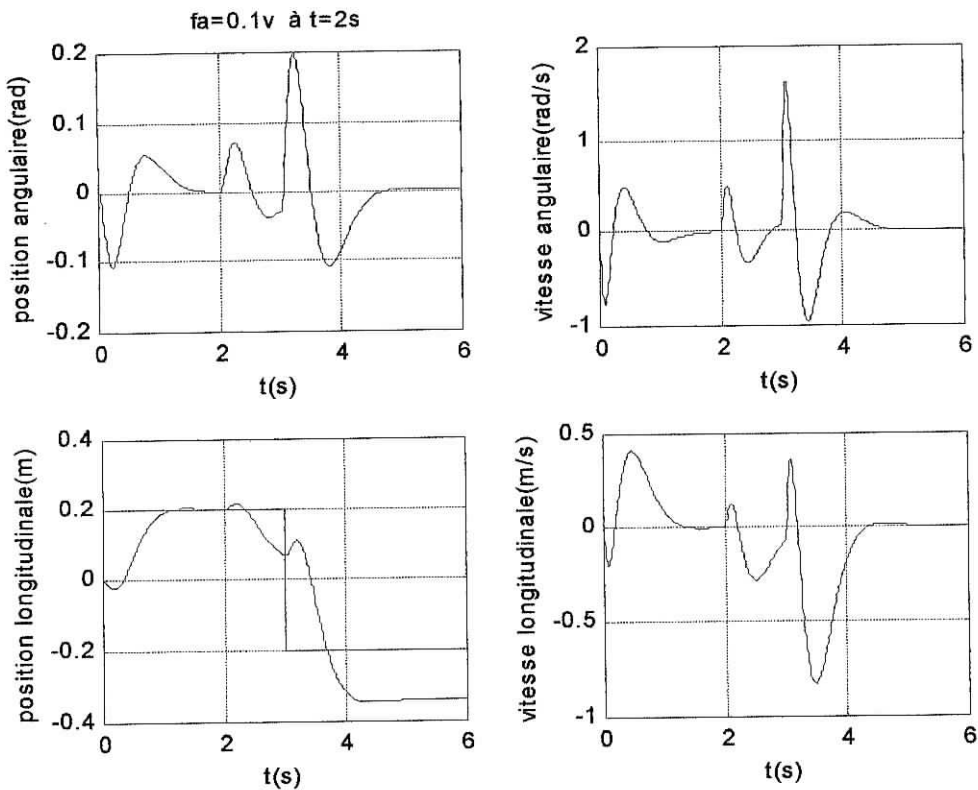 fa=0.1v à t=2s
position angulaire(rad)
0.2
0.1
0
-0.1
-0.2
0 2 4 6
t(s)
vitesse angulaire(rad/s)
2
1
0
-1
0 2 4 6
t(s)
position longitudinale(m)
0.4
0.2
0
-0.2
-0.4
0 2 4 6
t(s)
vitesse longitudinale(m/s)
0.5
0
-0.5
-1
0 2 4 6
t(s)